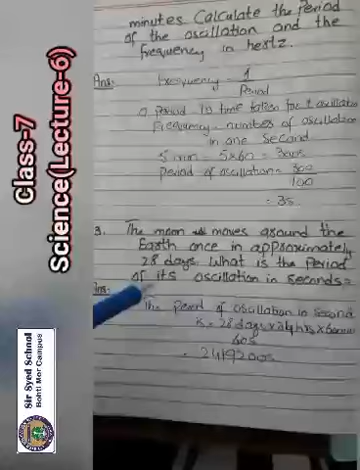 minutes. Calculate the Period
of the oscillation and the
frequency in hertz.
Ans:
frequency = 1
Period
Period is time taken for 1 oscillation
Frequency = number of oscillation
in one second
5 min = 5x60 = 300s
period of oscillation = 300
100
= 3s
3. The moon moves around the
Earth once in approximately
28 days. What is the Period
of its oscillation in seconds?
Ans:
The Period of oscillation in second
is = 28 days x 24 hrs x 60min x
60s
= 2419200s
Class-7
Science(Lecture-6)
Sir Syed School
Bohti Mor Campus